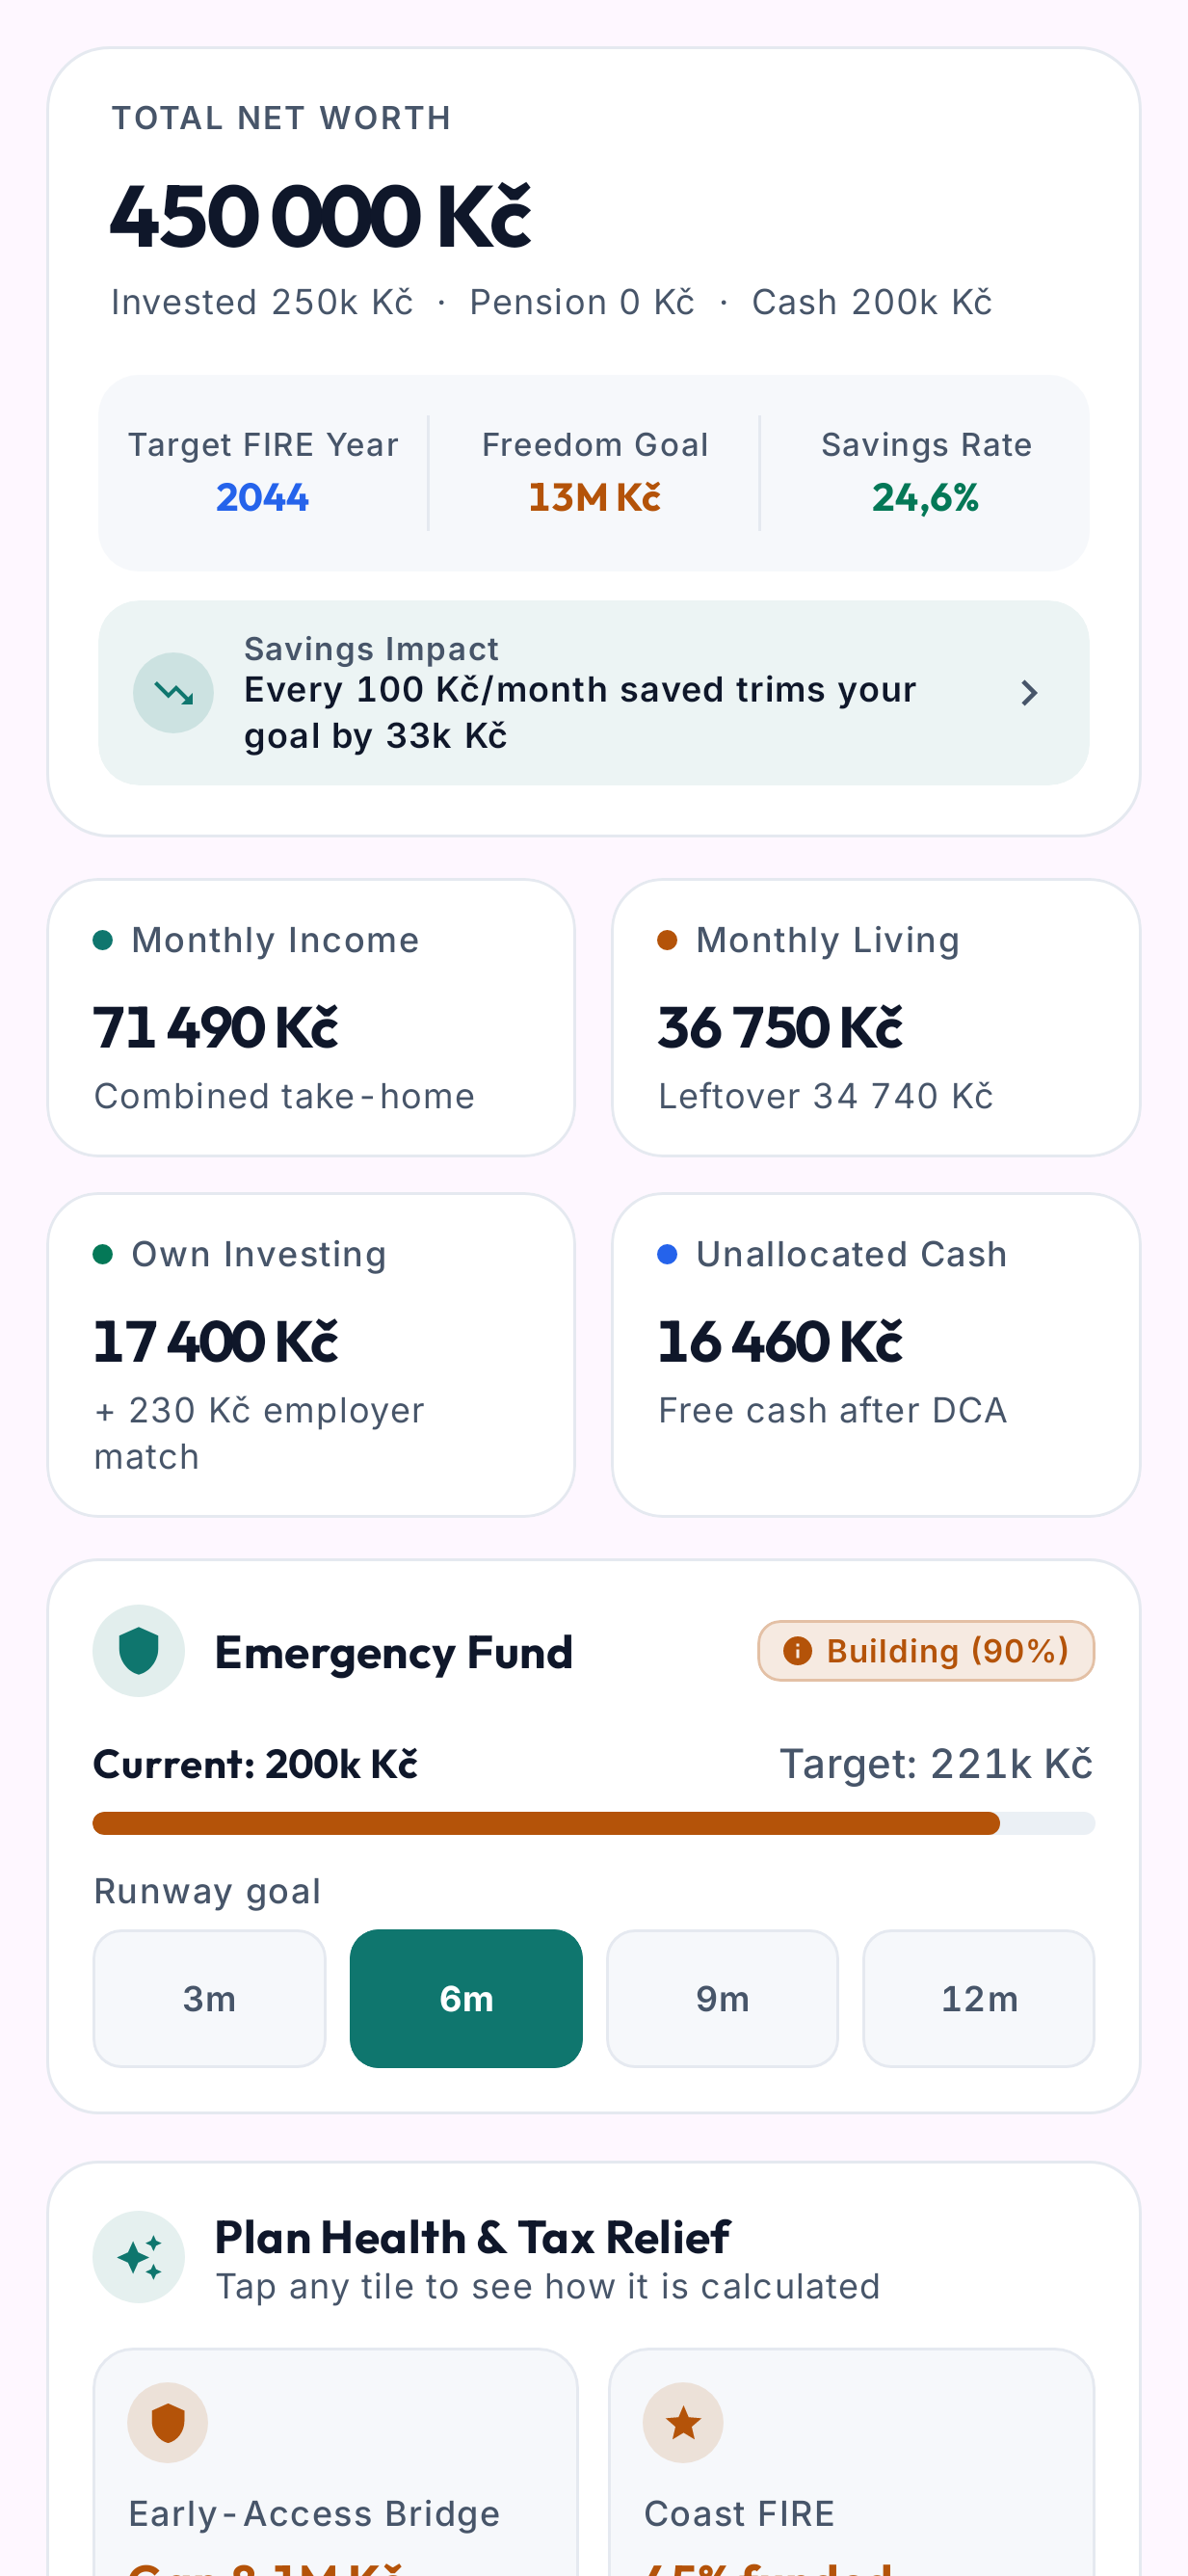 TOTAL NET WORTH
450 000 Kč
Invested 250k Kč · Pension 0 Kč · Cash 200k Kč
Target FIRE Year
2044
Freedom Goal
13M Kč
Savings Rate
24,6%
Savings Impact
Every 100 Kč/month saved trims your
goal by 33k Kč
Monthly Income
71 490 Kč
Combined take-home
Monthly Living
36 750 Kč
Leftover 34 740 Kč
Own Investing
17 400 Kč
+ 230 Kč employer
match
Unallocated Cash
16 460 Kč
Free cash after DCA
Emergency Fund
Building (90%)
Current: 200k Kč
Target: 221k Kč
Runway goal
3m
6m
9m
12m
Plan Health & Tax Relief
Tap any tile to see how it is calculated
Early-Access Bridge
Coast FIRE